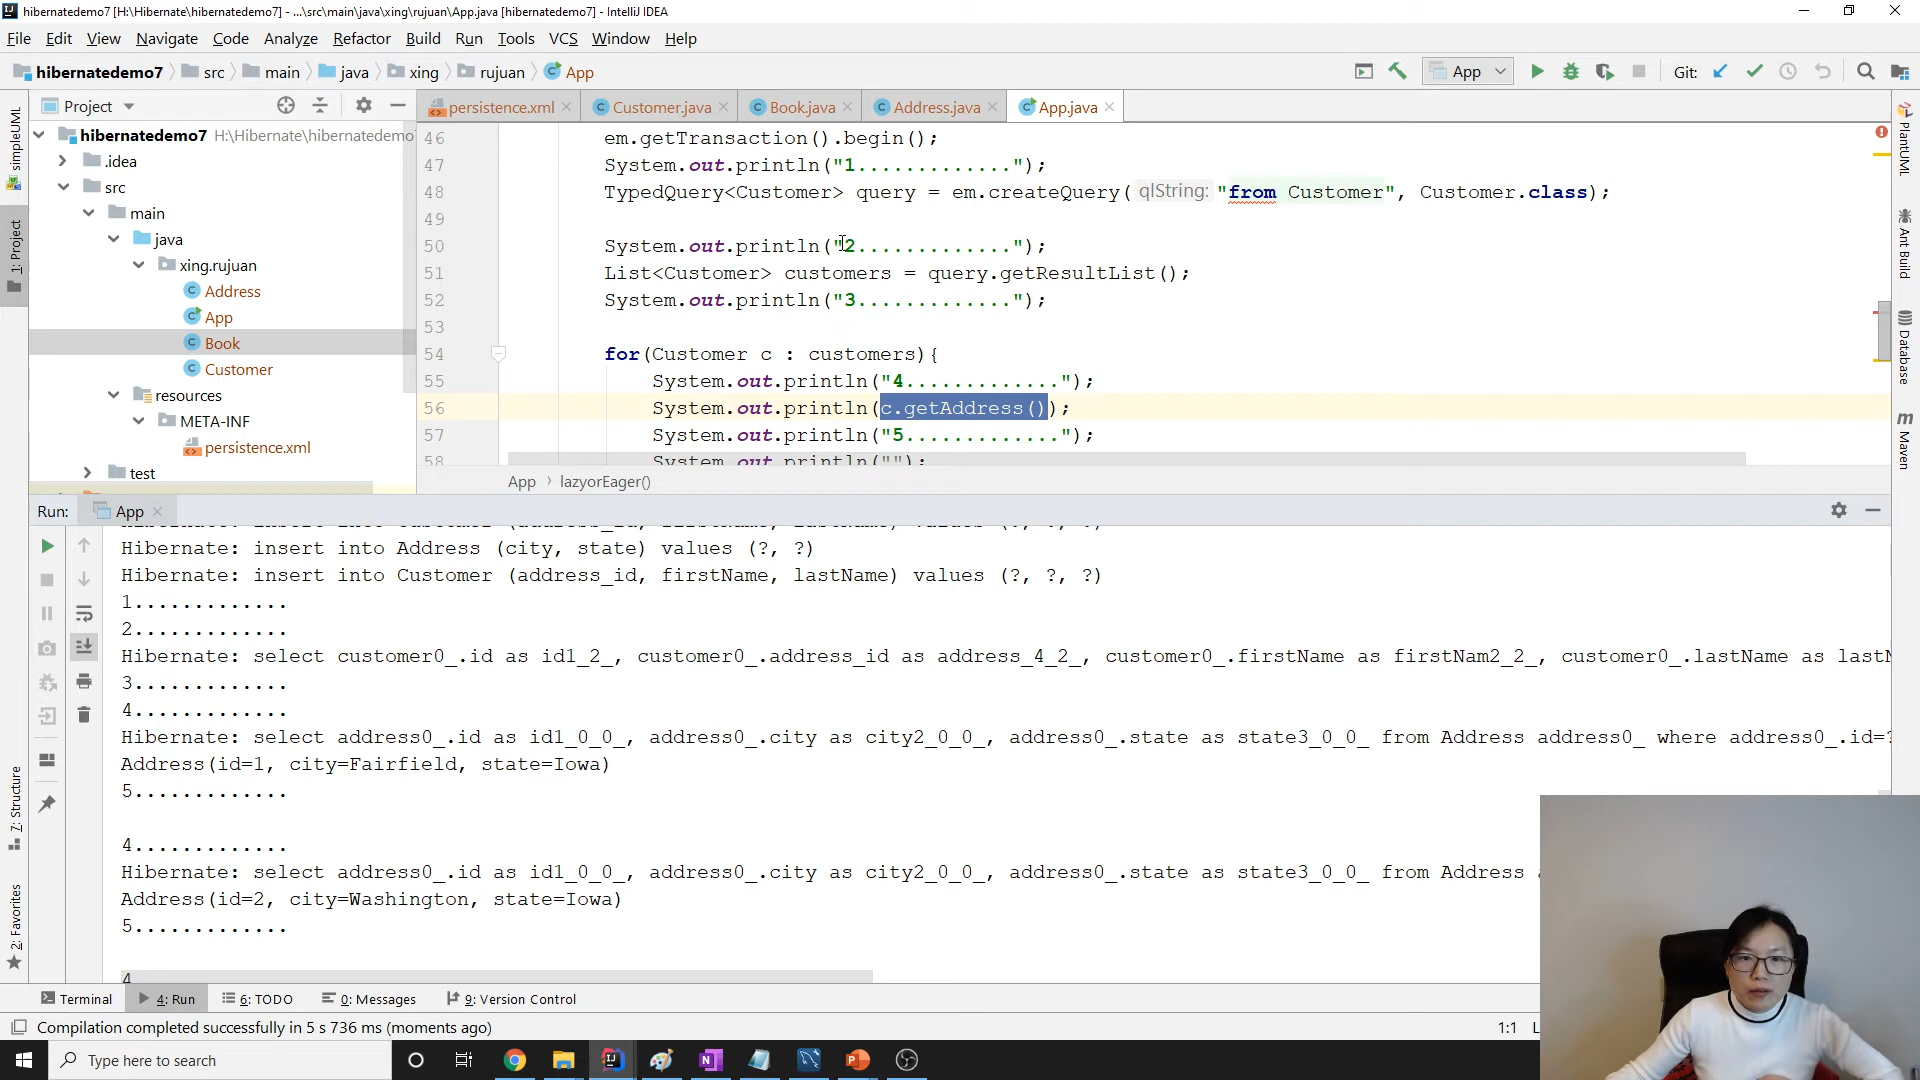 hibernatedemo7 [H:\Hibernate\hibernatedemo7] - ...\src\main\java\xing\rujuan\App.java [hibernatedemo7] - IntelliJ IDEA
File Edit View Navigate Code Analyze Refactor Build Run Tools VCS Window Help
hibernatedemo7 src main java xing rujuan App
App Git:
Project
persistence.xml Customer.java Book.java Address.java App.java
simpleUML
1: Project
7: Structure
2: Favorites
hibernatedemo7 H:\Hibernate\hibernatedemo
.idea
src
main
java
xing.rujuan
Address
App
Book
Customer
resources
META-INF
persistence.xml
test
46 em.getTransaction().begin();
47 System.out.println("1.............");
48 TypedQuery<Customer> query = em.createQuery( qlString: "from Customer", Customer.class);
49
50 System.out.println("2.............");
51 List<Customer> customers = query.getResultList();
52 System.out.println("3.............");
53
54 for(Customer c : customers){
55 System.out.println("4.............");
56 System.out.println(c.getAddress());
57 System.out.println("5.............");
58 System.out.println("");
App › lazyorEager()
PlantUML
Ant Build
Database
Maven
Run: App
Hibernate: insert into Customer (address_id, firstName, lastName) values (?, ?, ?)
Hibernate: insert into Address (city, state) values (?, ?)
Hibernate: insert into Customer (address_id, firstName, lastName) values (?, ?, ?)
1.............
2.............
Hibernate: select customer0_.id as id1_2_, customer0_.address_id as address_4_2_, customer0_.firstName as firstNam2_2_, customer0_.lastName as lastN
3.............
4.............
Hibernate: select address0_.id as id1_0_0_, address0_.city as city2_0_0_, address0_.state as state3_0_0_ from Address address0_ where address0_.id=?
Address(id=1, city=Fairfield, state=Iowa)
5.............
4.............
Hibernate: select address0_.id as id1_0_0_, address0_.city as city2_0_0_, address0_.state as state3_0_0_ from Address
Address(id=2, city=Washington, state=Iowa)
5.............
4
Terminal 4: Run 6: TODO 0: Messages 9: Version Control
Compilation completed successfully in 5 s 736 ms (moments ago)
1:1
Type here to search